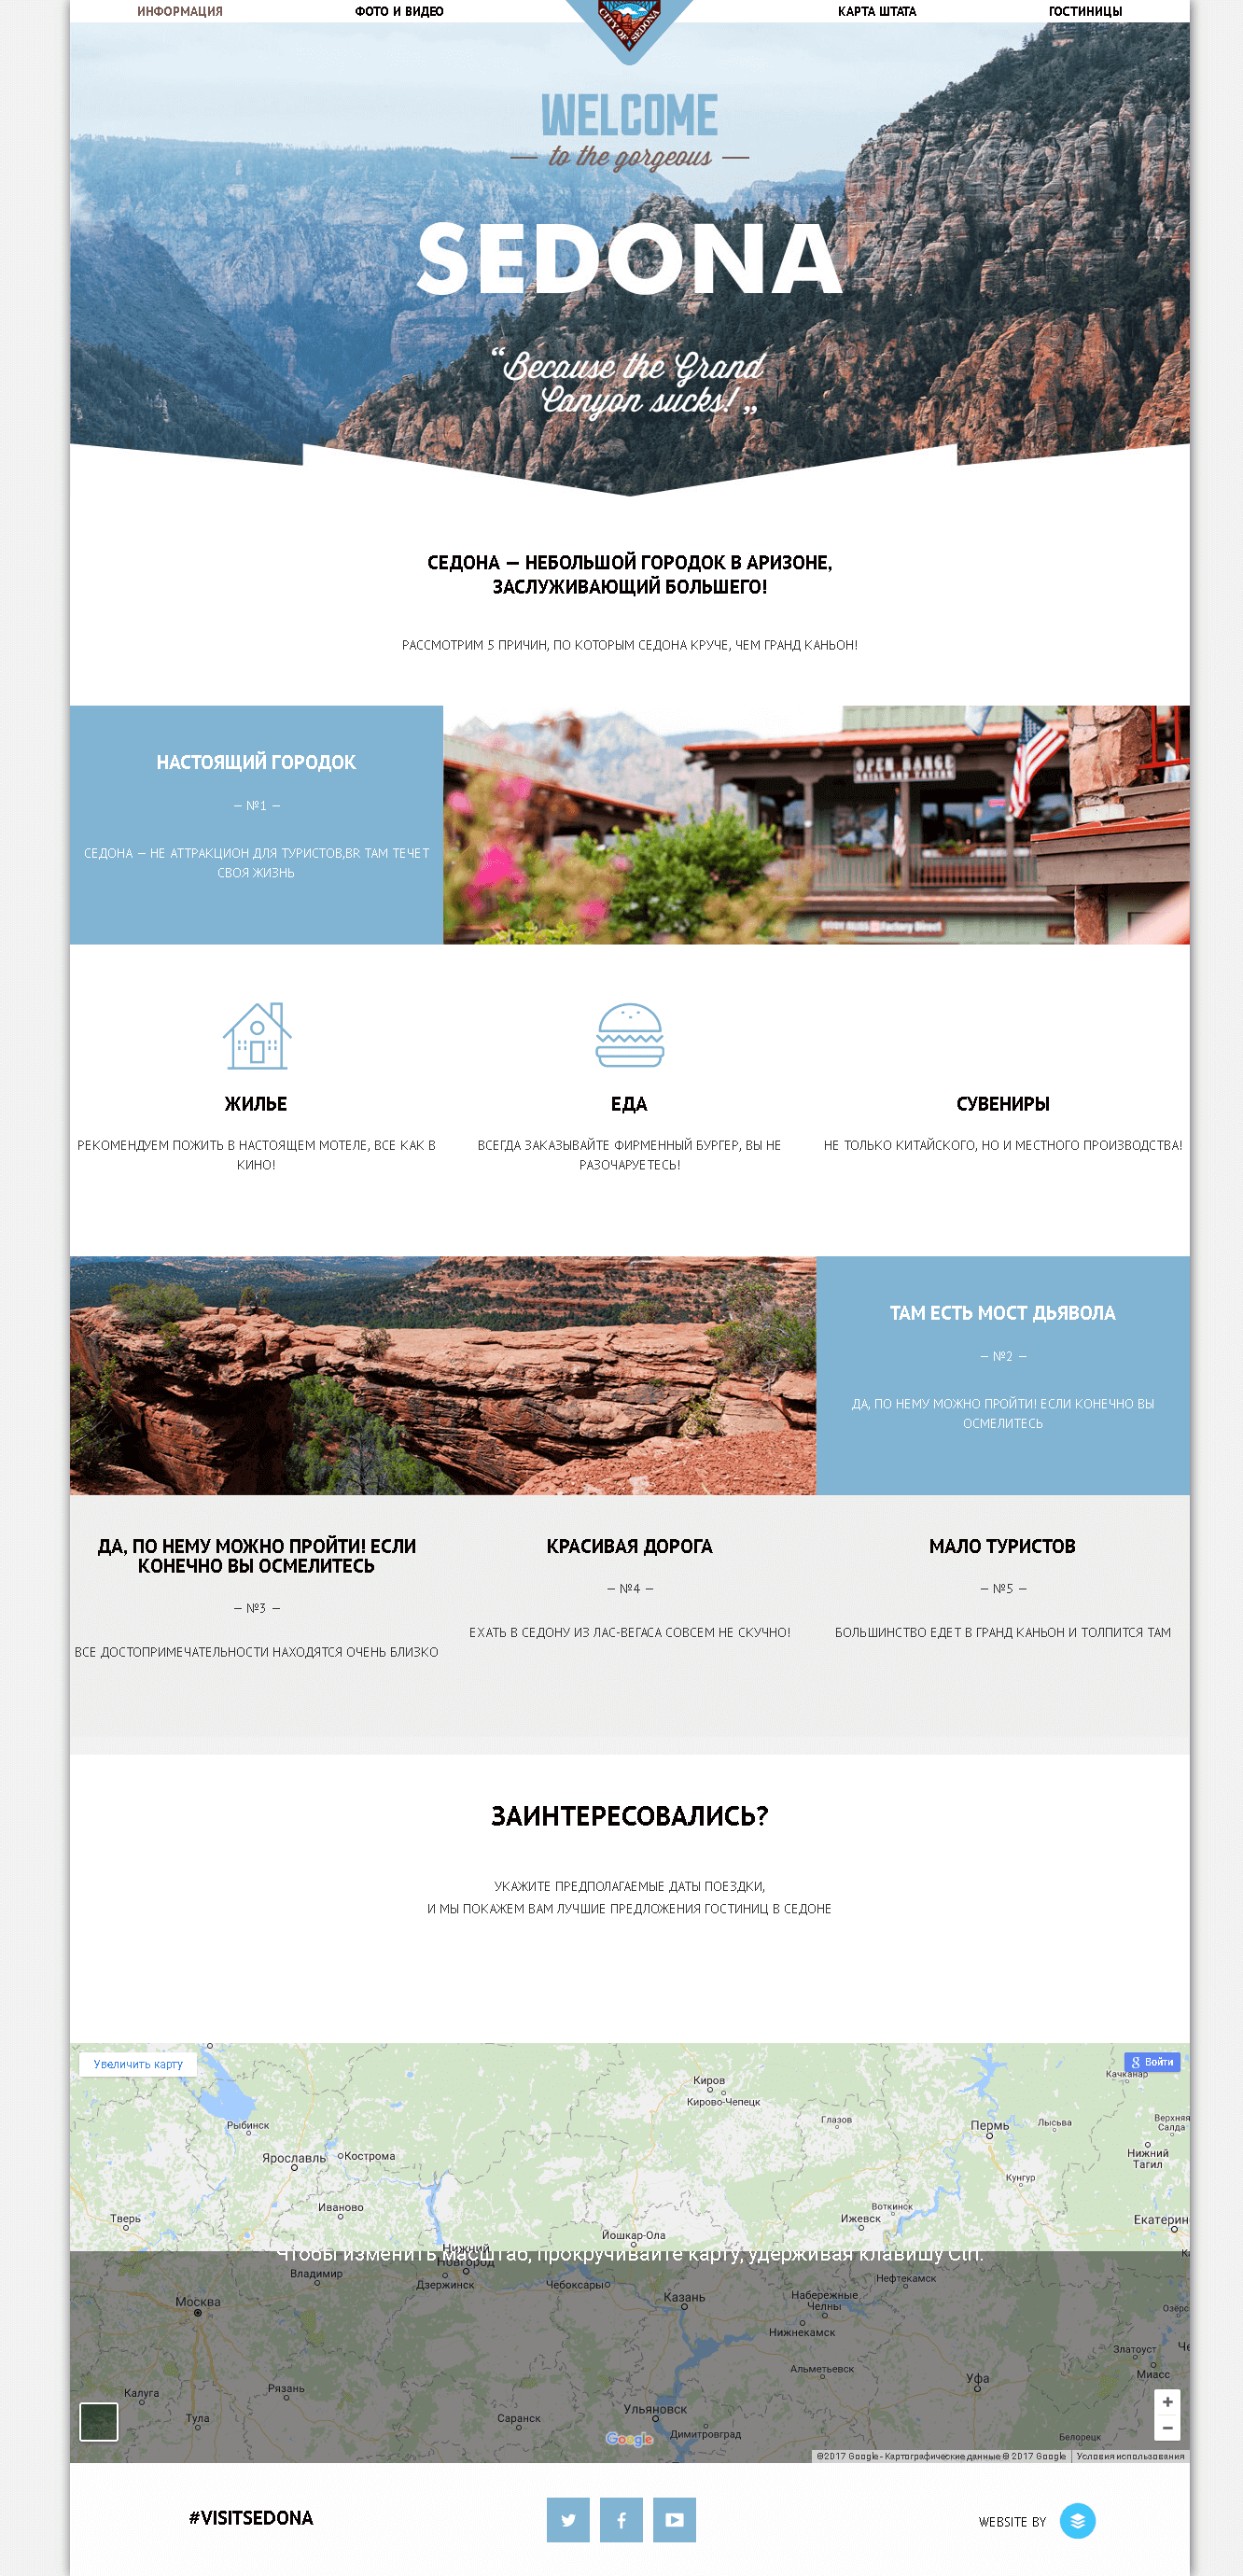 ИНФОРМАЦИЯ
ФОТО И ВИДЕО
CITY OF SEDONA
КАРТА ШТАТА
ГОСТИНИЦЫ
WELCOME
to the gorgeous
SEDONA
“Because the Grand
Canyon sucks! „
СЕДОНА — НЕБОЛЬШОЙ ГОРОДОК В АРИЗОНЕ,
ЗАСЛУЖИВАЮЩИЙ БОЛЬШЕГО!
РАССМОТРИМ 5 ПРИЧИН, ПО КОТОРЫМ СЕДОНА КРУЧЕ, ЧЕМ ГРАНД КАНЬОН!
НАСТОЯЩИЙ ГОРОДОК
— №1 —
СЕДОНА — НЕ АТТРАКЦИОН ДЛЯ ТУРИСТОВ,BR ТАМ ТЕЧЕТ
СВОЯ ЖИЗНЬ
OPEN RANGE
GRILL AND TAVERN
Factory Direct
ЖИЛЬЕ
РЕКОМЕНДУЕМ ПОЖИТЬ В НАСТОЯЩЕМ МОТЕЛЕ, ВСЕ КАК В
КИНО!
ЕДА
ВСЕГДА ЗАКАЗЫВАЙТЕ ФИРМЕННЫЙ БУРГЕР, ВЫ НЕ
РАЗОЧАРУЕТЕСЬ!
СУВЕНИРЫ
НЕ ТОЛЬКО КИТАЙСКОГО, НО И МЕСТНОГО ПРОИЗВОДСТВА!
ТАМ ЕСТЬ МОСТ ДЬЯВОЛА
— №2 —
ДА, ПО НЕМУ МОЖНО ПРОЙТИ! ЕСЛИ КОНЕЧНО ВЫ
ОСМЕЛИТЕСЬ
ДА, ПО НЕМУ МОЖНО ПРОЙТИ! ЕСЛИ
КОНЕЧНО ВЫ ОСМЕЛИТЕСЬ
— №3 —
ВСЕ ДОСТОПРИМЕЧАТЕЛЬНОСТИ НАХОДЯТСЯ ОЧЕНЬ БЛИЗКО
КРАСИВАЯ ДОРОГА
— №4 —
ЕХАТЬ В СЕДОНУ ИЗ ЛАС-ВЕГАСА СОВСЕМ НЕ СКУЧНО!
МАЛО ТУРИСТОВ
— №5 —
БОЛЬШИНСТВО ЕДЕТ В ГРАНД КАНЬОН И ТОЛПИТСЯ ТАМ
ЗАИНТЕРЕСОВАЛИСЬ?
УКАЖИТЕ ПРЕДПОЛАГАЕМЫЕ ДАТЫ ПОЕЗДКИ,
И МЫ ПОКАЖЕМ ВАМ ЛУЧШИЕ ПРЕДЛОЖЕНИЯ ГОСТИНИЦ В СЕДОНЕ
Увеличить карту
Войти
Качканар
Киров
Кирово-Чепецк
Рыбинск
Глазов
Пермь
Лысьва
Верхняя
Салда
Ярославль
Кострома
Нижний
Тагил
Кунгур
Иваново
Воткинск
Тверь
Ижевск
Екатерин
Йошкар-Ола
Нижний
Новгород
Чтобы изменить масштаб, прокручивайте карту, удерживая клавишу Ctrl.
Владимир
Дзержинск
Чебоксары
Нефтекамск
Москва
Казань
Набережные
Челны
Озерс
Нижнекамск
Златоуст
Че
Альметьевск
Миасс
Уфа
Калуга
Рязань
Тула
Саранск
Ульяновск
Димитровград
Белорецк
Google
©2017 Google - Картографические данные © 2017 Google
Условия использования
#VISITSEDONA
WEBSITE BY